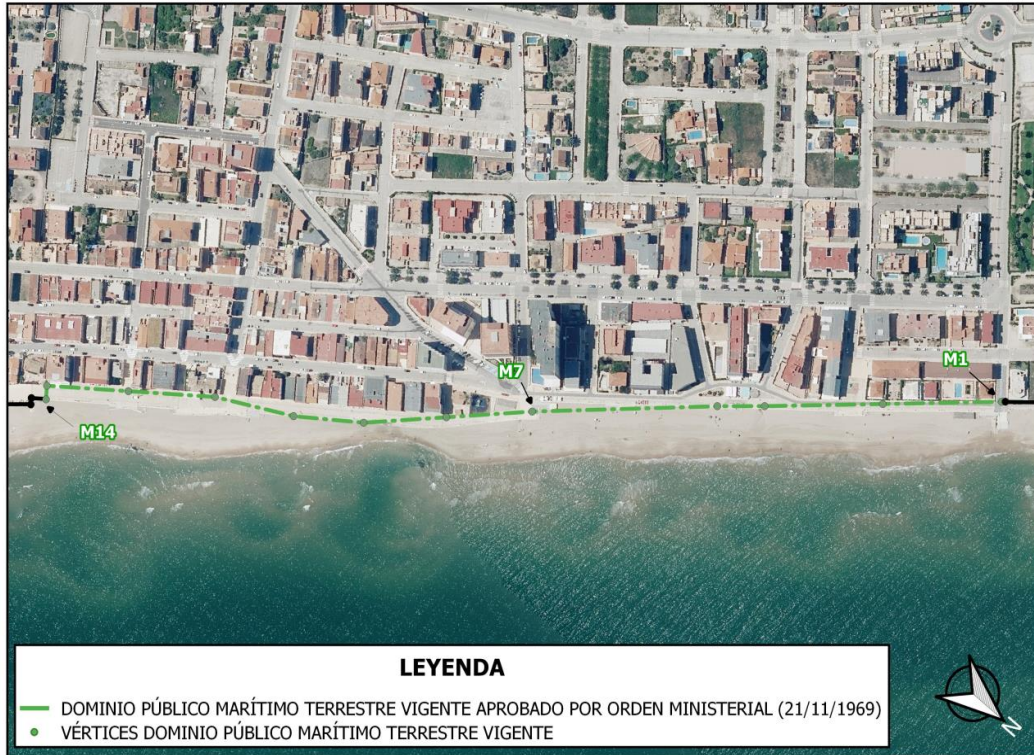 M1
M7
M14
LEYENDA
DOMINIO PÚBLICO MARÍTIMO TERRESTRE VIGENTE APROBADO POR ORDEN MINISTERIAL (21/11/1969)
VÉRTICES DOMINIO PÚBLICO MARÍTIMO TERRESTRE VIGENTE
N